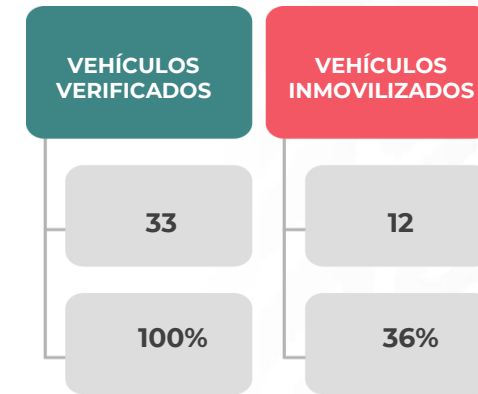 VEHÍCULOS
VERIFICADOS
33
100%
VEHÍCULOS
INMOVILIZADOS
12
36%